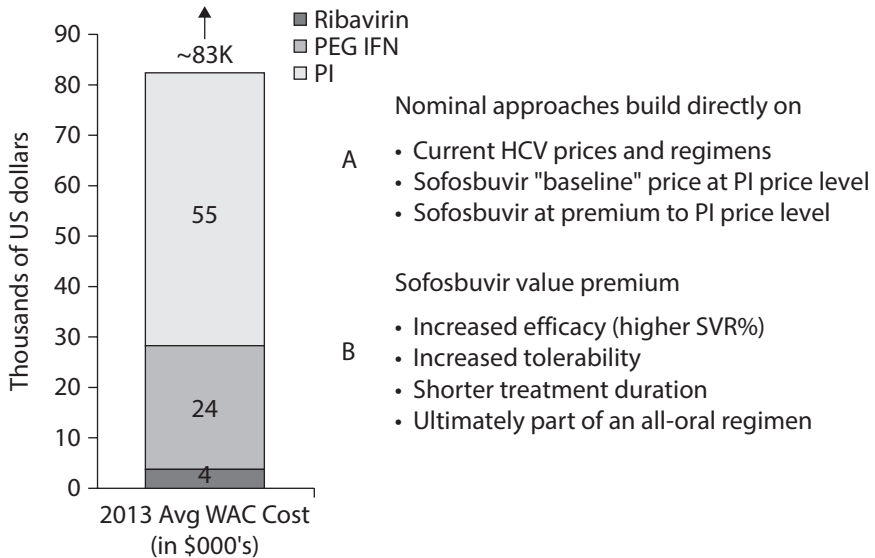 Thousands of US dollars
90
80
70
60
50
40
30
20
10
0
~83K
55
24
4
2013 Avg WAC Cost
(in $000's)
Ribavirin
PEG IFN
PI
A
Nominal approaches build directly on
• Current HCV prices and regimens
• Sofosbuvir "baseline" price at PI price level
• Sofosbuvir at premium to PI price level
B
Sofosbuvir value premium
• Increased efficacy (higher SVR%)
• Increased tolerability
• Shorter treatment duration
• Ultimately part of an all-oral regimen